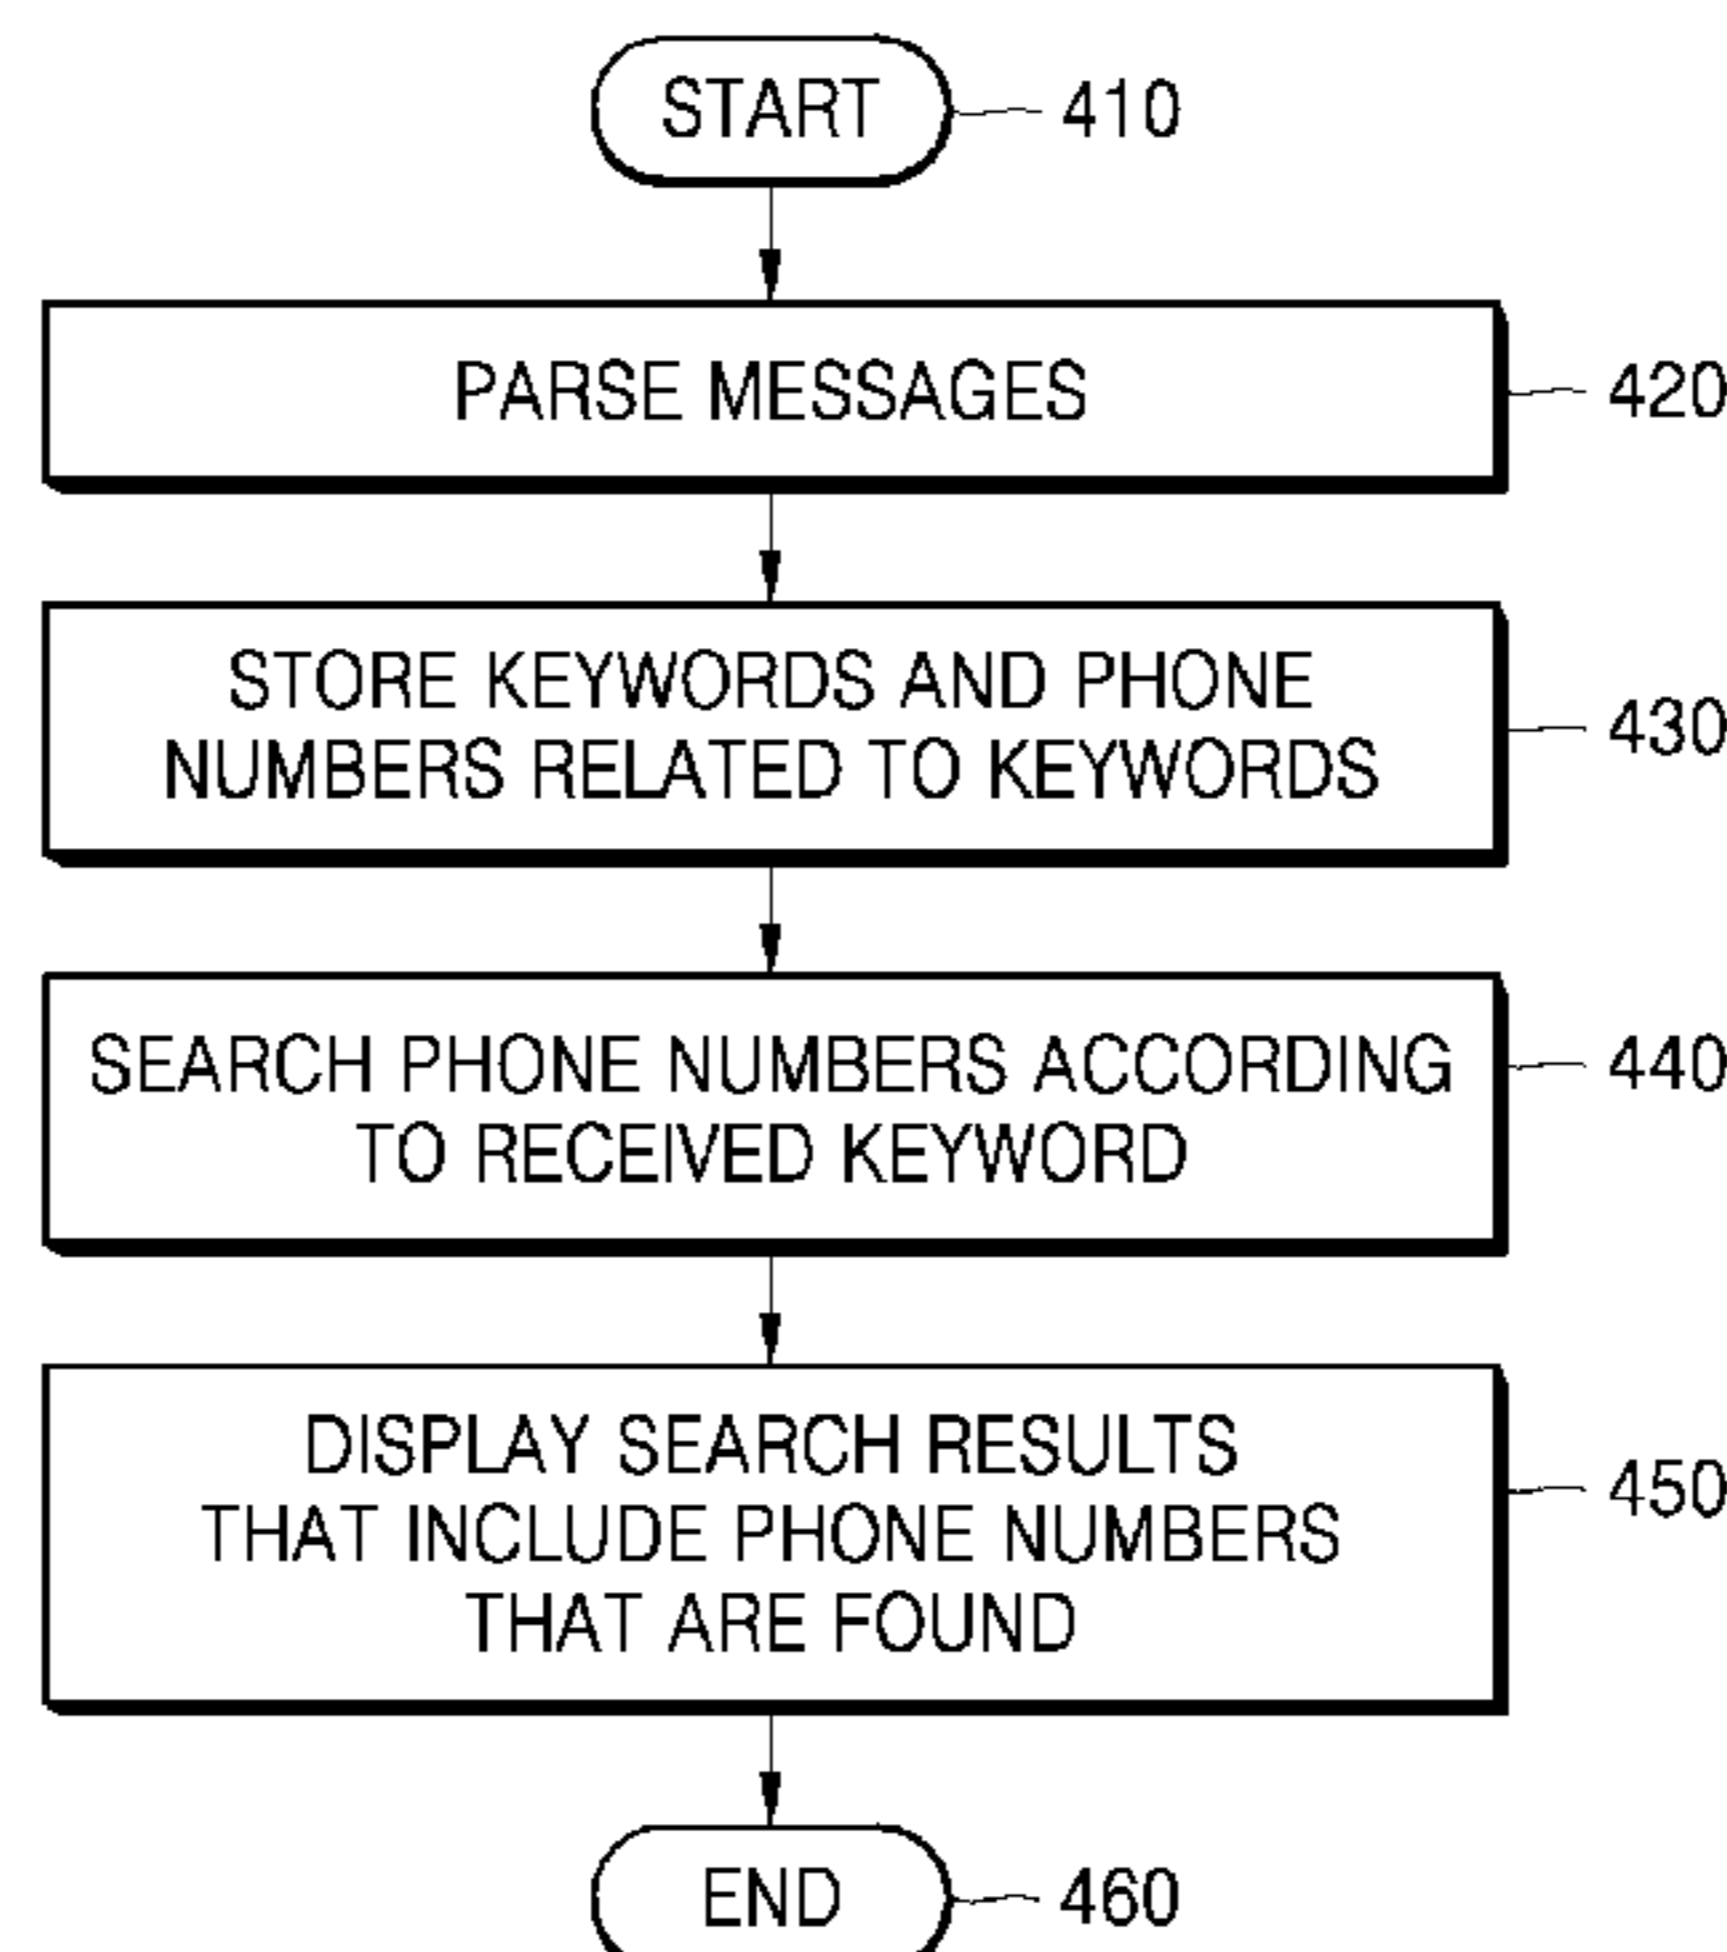 START 410
PARSE MESSAGES 420
STORE KEYWORDS AND PHONE
NUMBERS RELATED TO KEYWORDS
430
SEARCH PHONE NUMBERS ACCORDING
TO RECEIVED KEYWORD
440
DISPLAY SEARCH RESULTS
THAT INCLUDE PHONE NUMBERS
THAT ARE FOUND
450
END 460